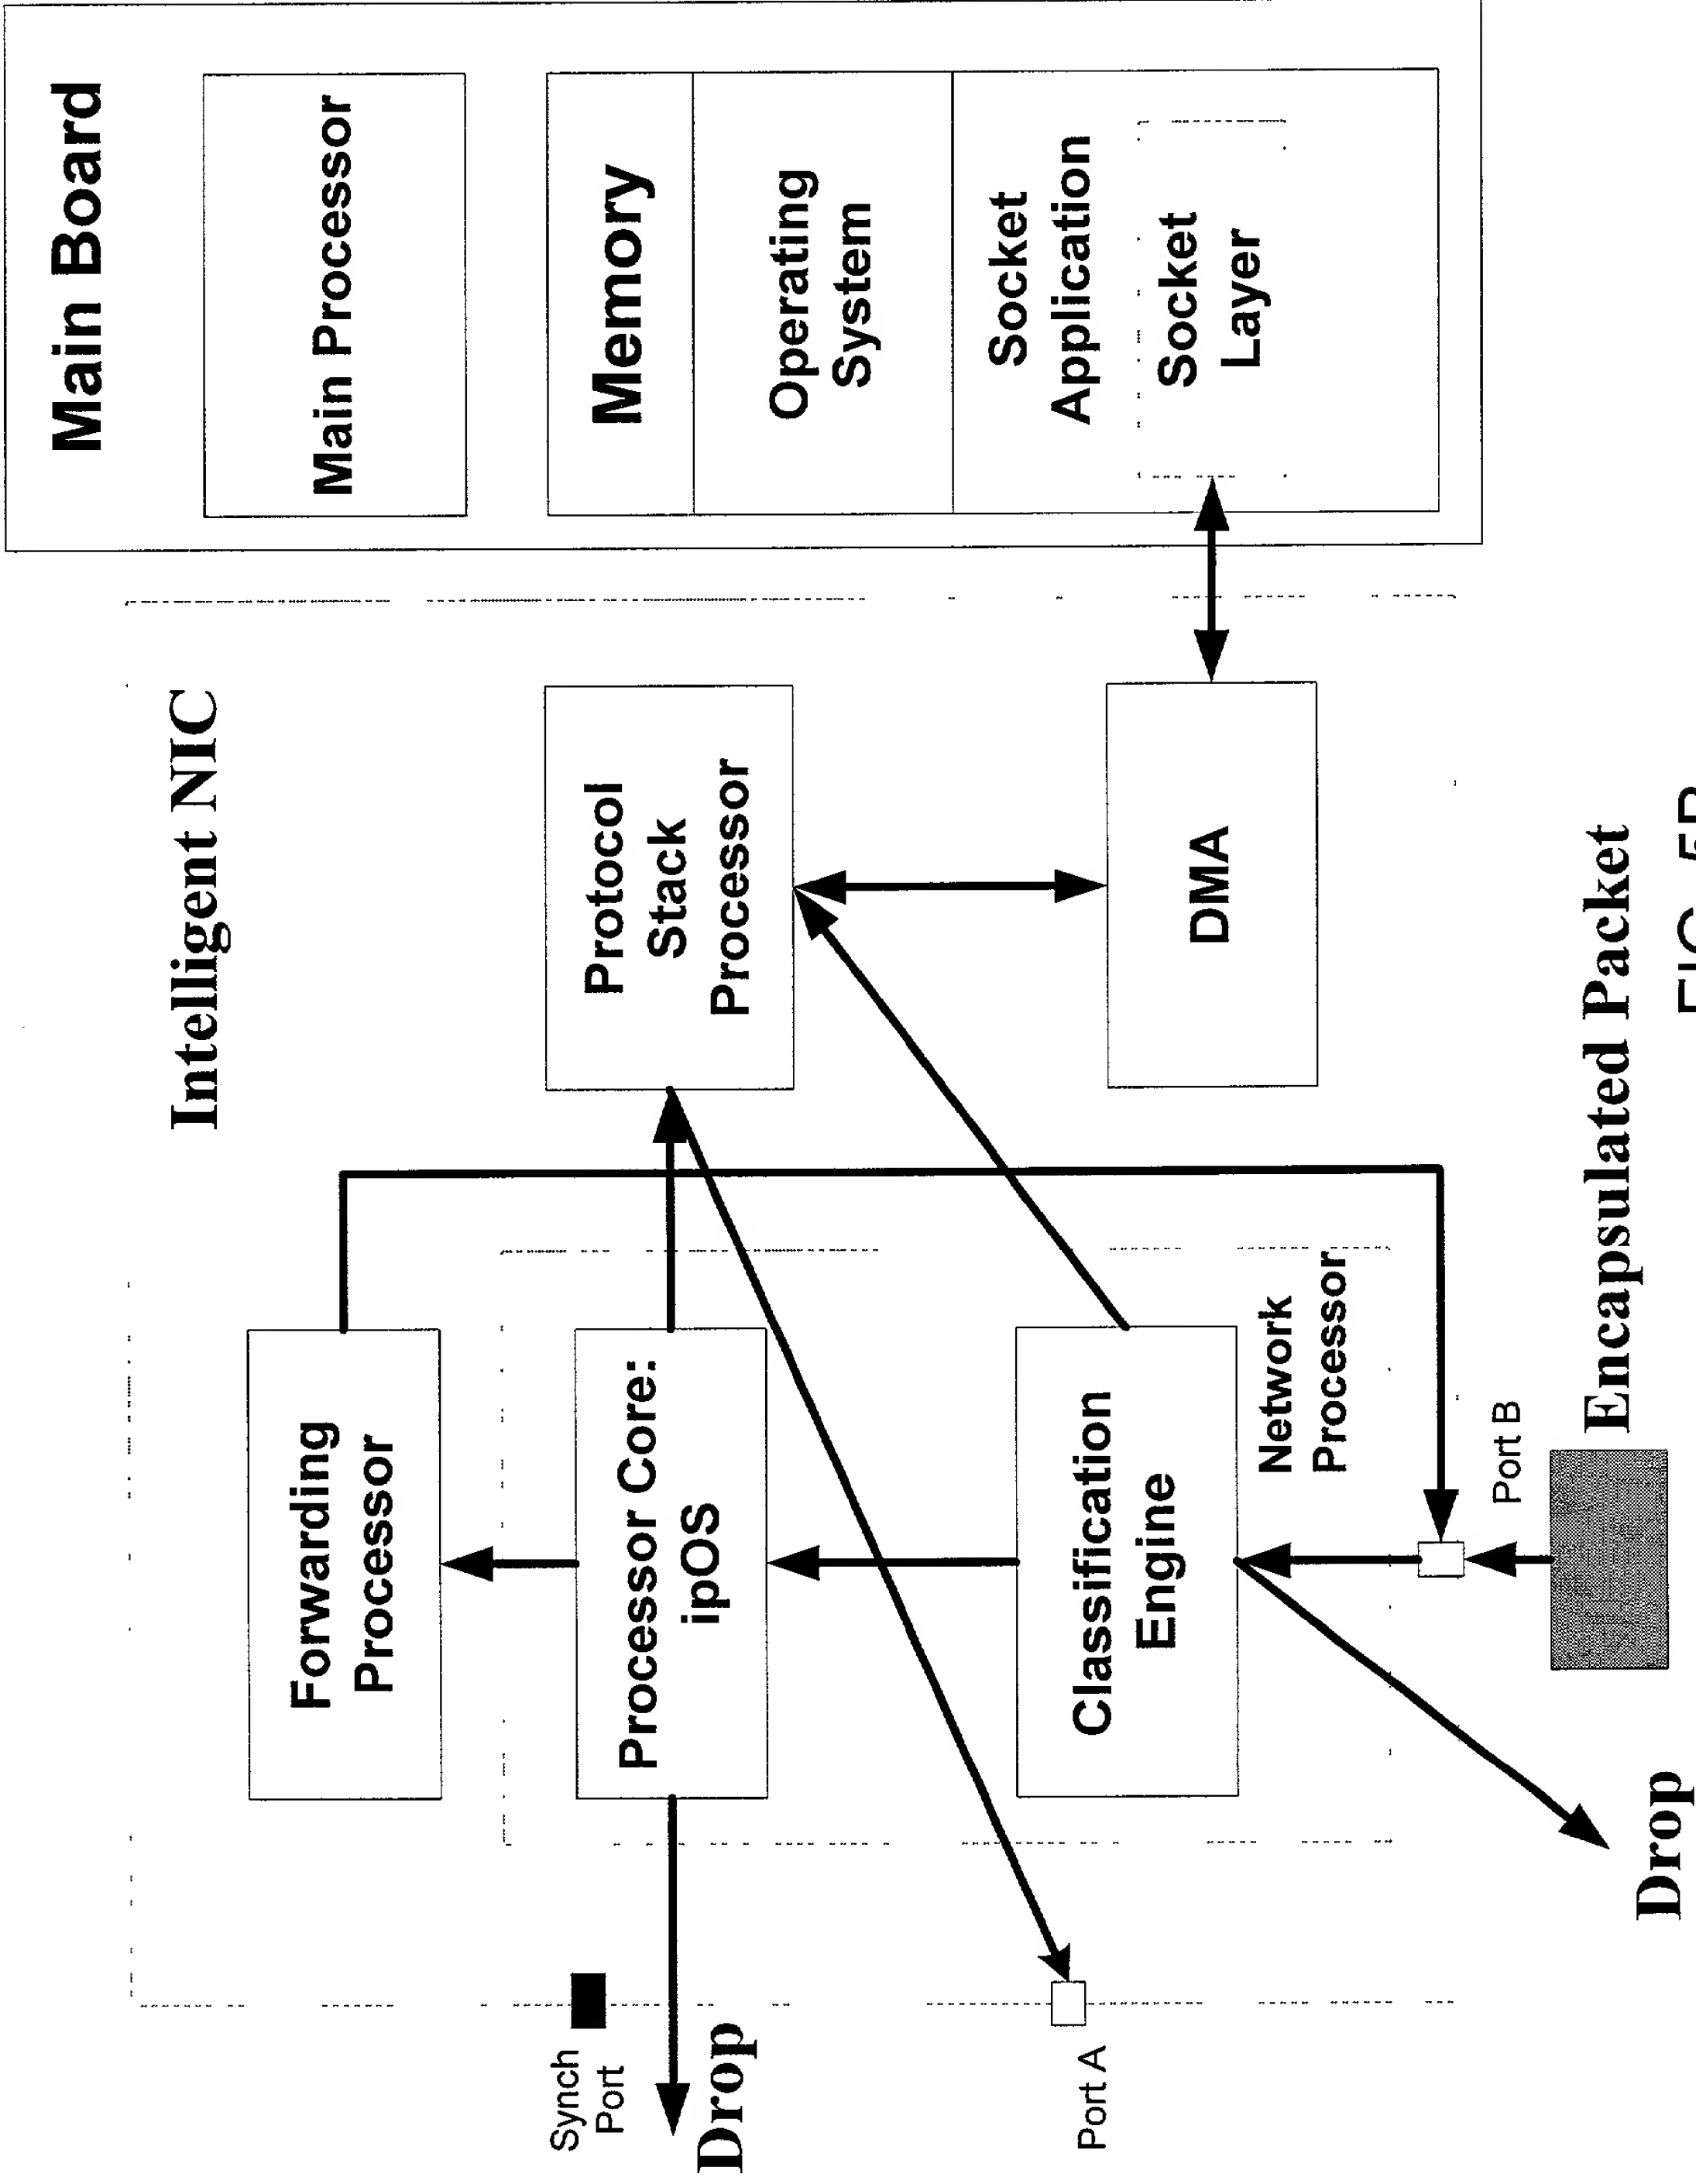 Main Board
Main Processor
Memory
Operating
System
Socket
Application
Socket
Layer
Intelligent NIC
Protocol
Stack
Processor
DMA
Forwarding
Processor
Processor Core:
ipOS
Classification
Engine
Network
Processor
Synch
Port
Drop
Port A
Port B
Encapsulated Packet
Drop
FIG.